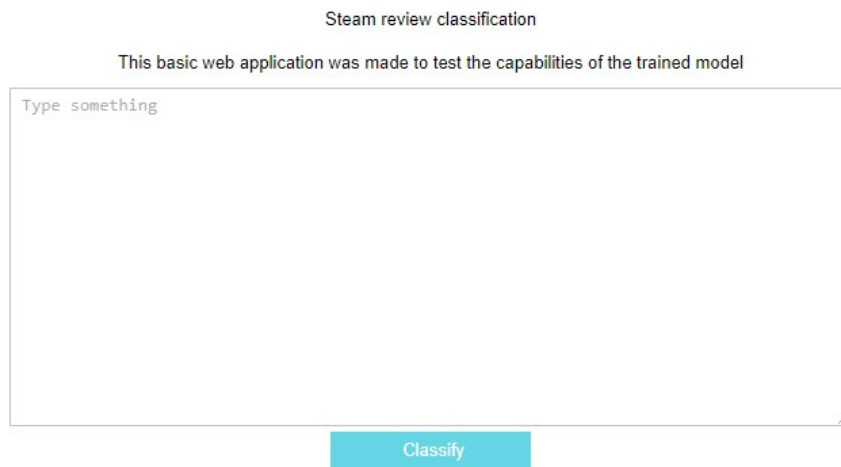 Steam review classification
This basic web application was made to test the capabilities of the trained model
Type something
Classify